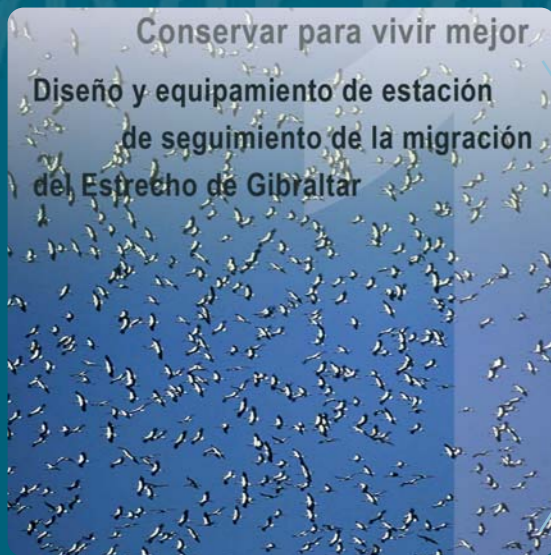 Conservar para vivir mejor
Diseño y equipamiento de estación
de seguimiento de la migración
del Estrecho de Gibraltar